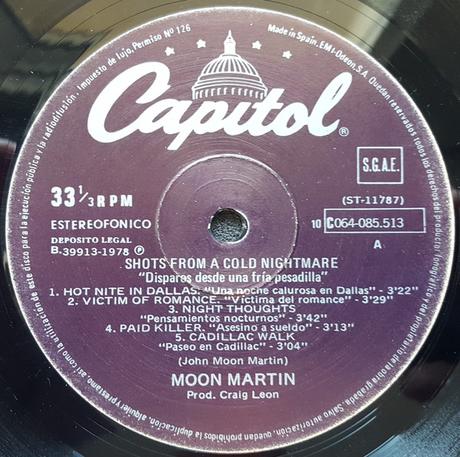 Capitol®
Impuesto de lujo, Permiso Nº 126
Made in Spain, EMI-Odeon, S.A. Quedan reservados todos los derechos del productor
33 1/3 RPM
S.G.A.E.
ESTEREOFONICO
DEPOSITO LEGAL
B.-39913-1978 Ⓟ
(ST-11787)
10 C064-085.513
A
SHOTS FROM A COLD NIGHTMARE
"Disparos desde una fría pesadilla"
1. HOT NITE IN DALLAS. "Una noche calurosa en Dallas" - 3'22"
2. VICTIM OF ROMANCE. "Víctima del romance" - 3'29"
3. NIGHT THOUGHTS
"Pensamientos nocturnos" - 3'42"
4. PAID KILLER. "Asesino a sueldo" - 3'13"
5. CADILLAC WALK
"Paseo en Cadillac" - 3'04"
(John Moon Martin)
MOON MARTIN
Prod. Craig Leon
de la obra grabada. Salvo autorización, quedan prohibidos el duplicado, alquiler y préstamo, así como la utilización de este disco para la ejecución pública y la radiodifusión.